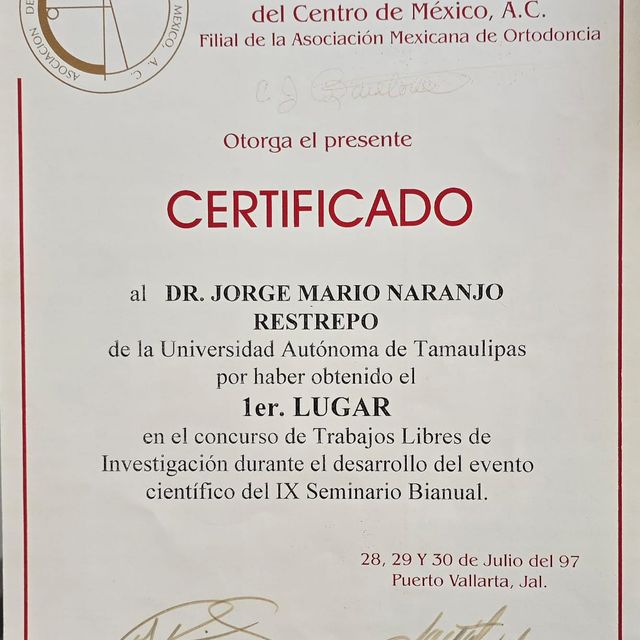 ASOCIACION DE
MEXICO, A. C.
del Centro de México, A.C.
Filial de la Asociación Mexicana de Ortodoncia
Otorga el presente
CERTIFICADO
al DR. JORGE MARIO NARANJO
RESTREPO
de la Universidad Autónoma de Tamaulipas
por haber obtenido el
1er. LUGAR
en el concurso de Trabajos Libres de
Investigación durante el desarrollo del evento
científico del IX Seminario Bianual.
28, 29 Y 30 de Julio del 97
Puerto Vallarta, Jal.